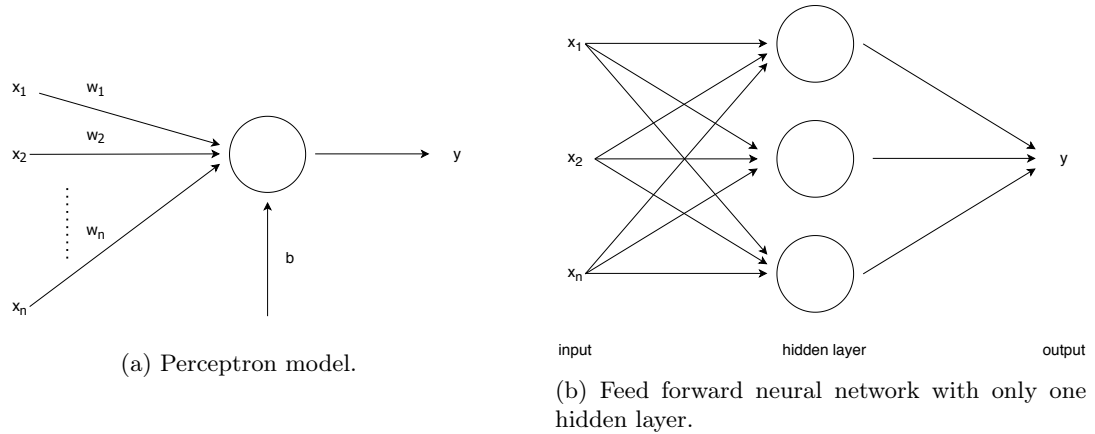 x1
w1
x2
w2
wn
xn
b
y
(a) Perceptron model.
x1
x2
xn
y
input
hidden layer
output
(b) Feed forward neural network with only one
hidden layer.